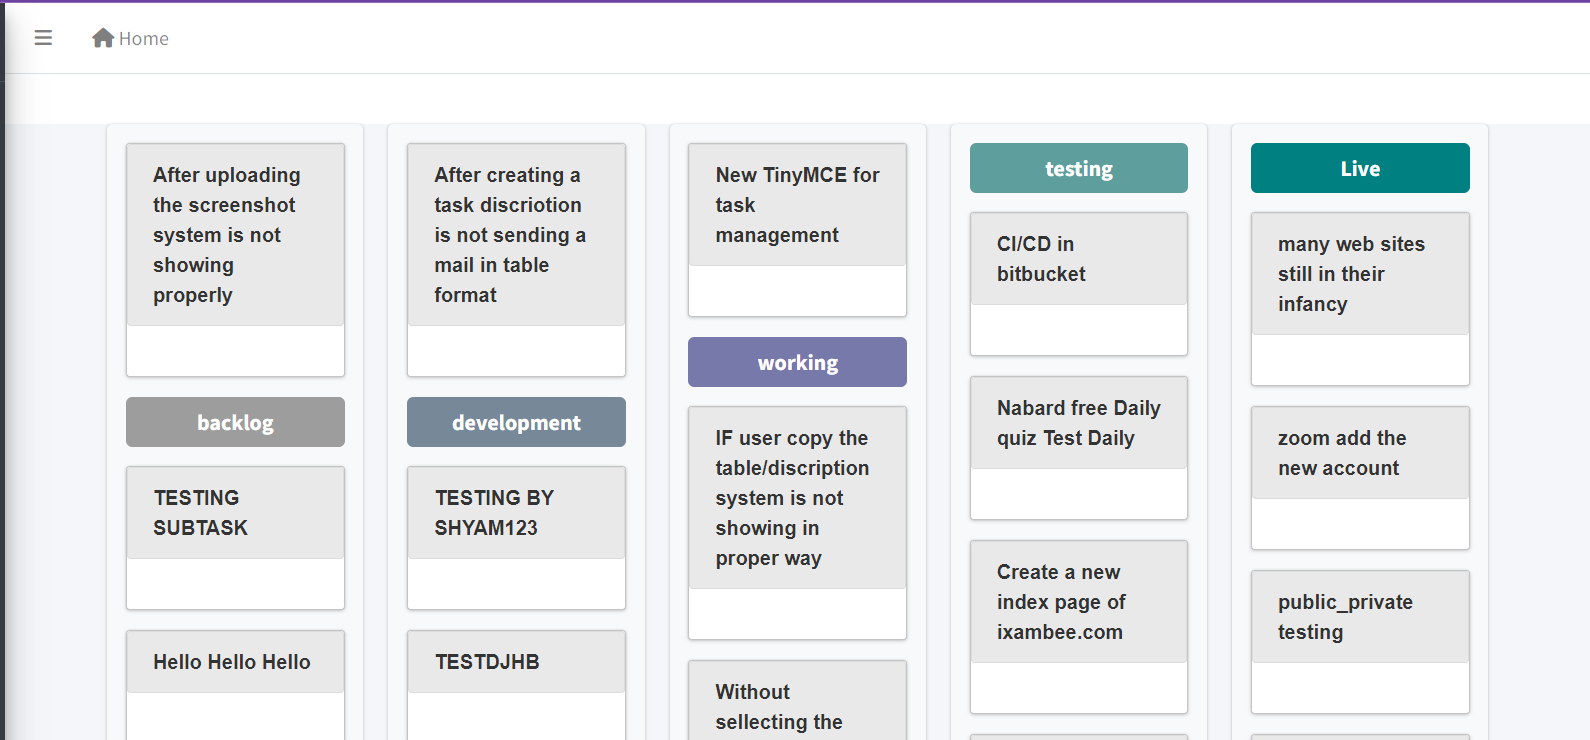 Home
After uploading
the screenshot
system is not
showing
properly
backlog
TESTING
SUBTASK
Hello Hello Hello
After creating a
task discriotion
is not sending a
mail in table
format
development
TESTING BY
SHYAM123
TESTDJHB
New TinyMCE for
task
management
working
IF user copy the
table/discription
system is not
showing in
proper way
Without
sellecting the
testing
CI/CD in
bitbucket
Nabard free Daily
quiz Test Daily
Create a new
index page of
ixambee.com
Live
many web sites
still in their
infancy
zoom add the
new account
public_private
testing